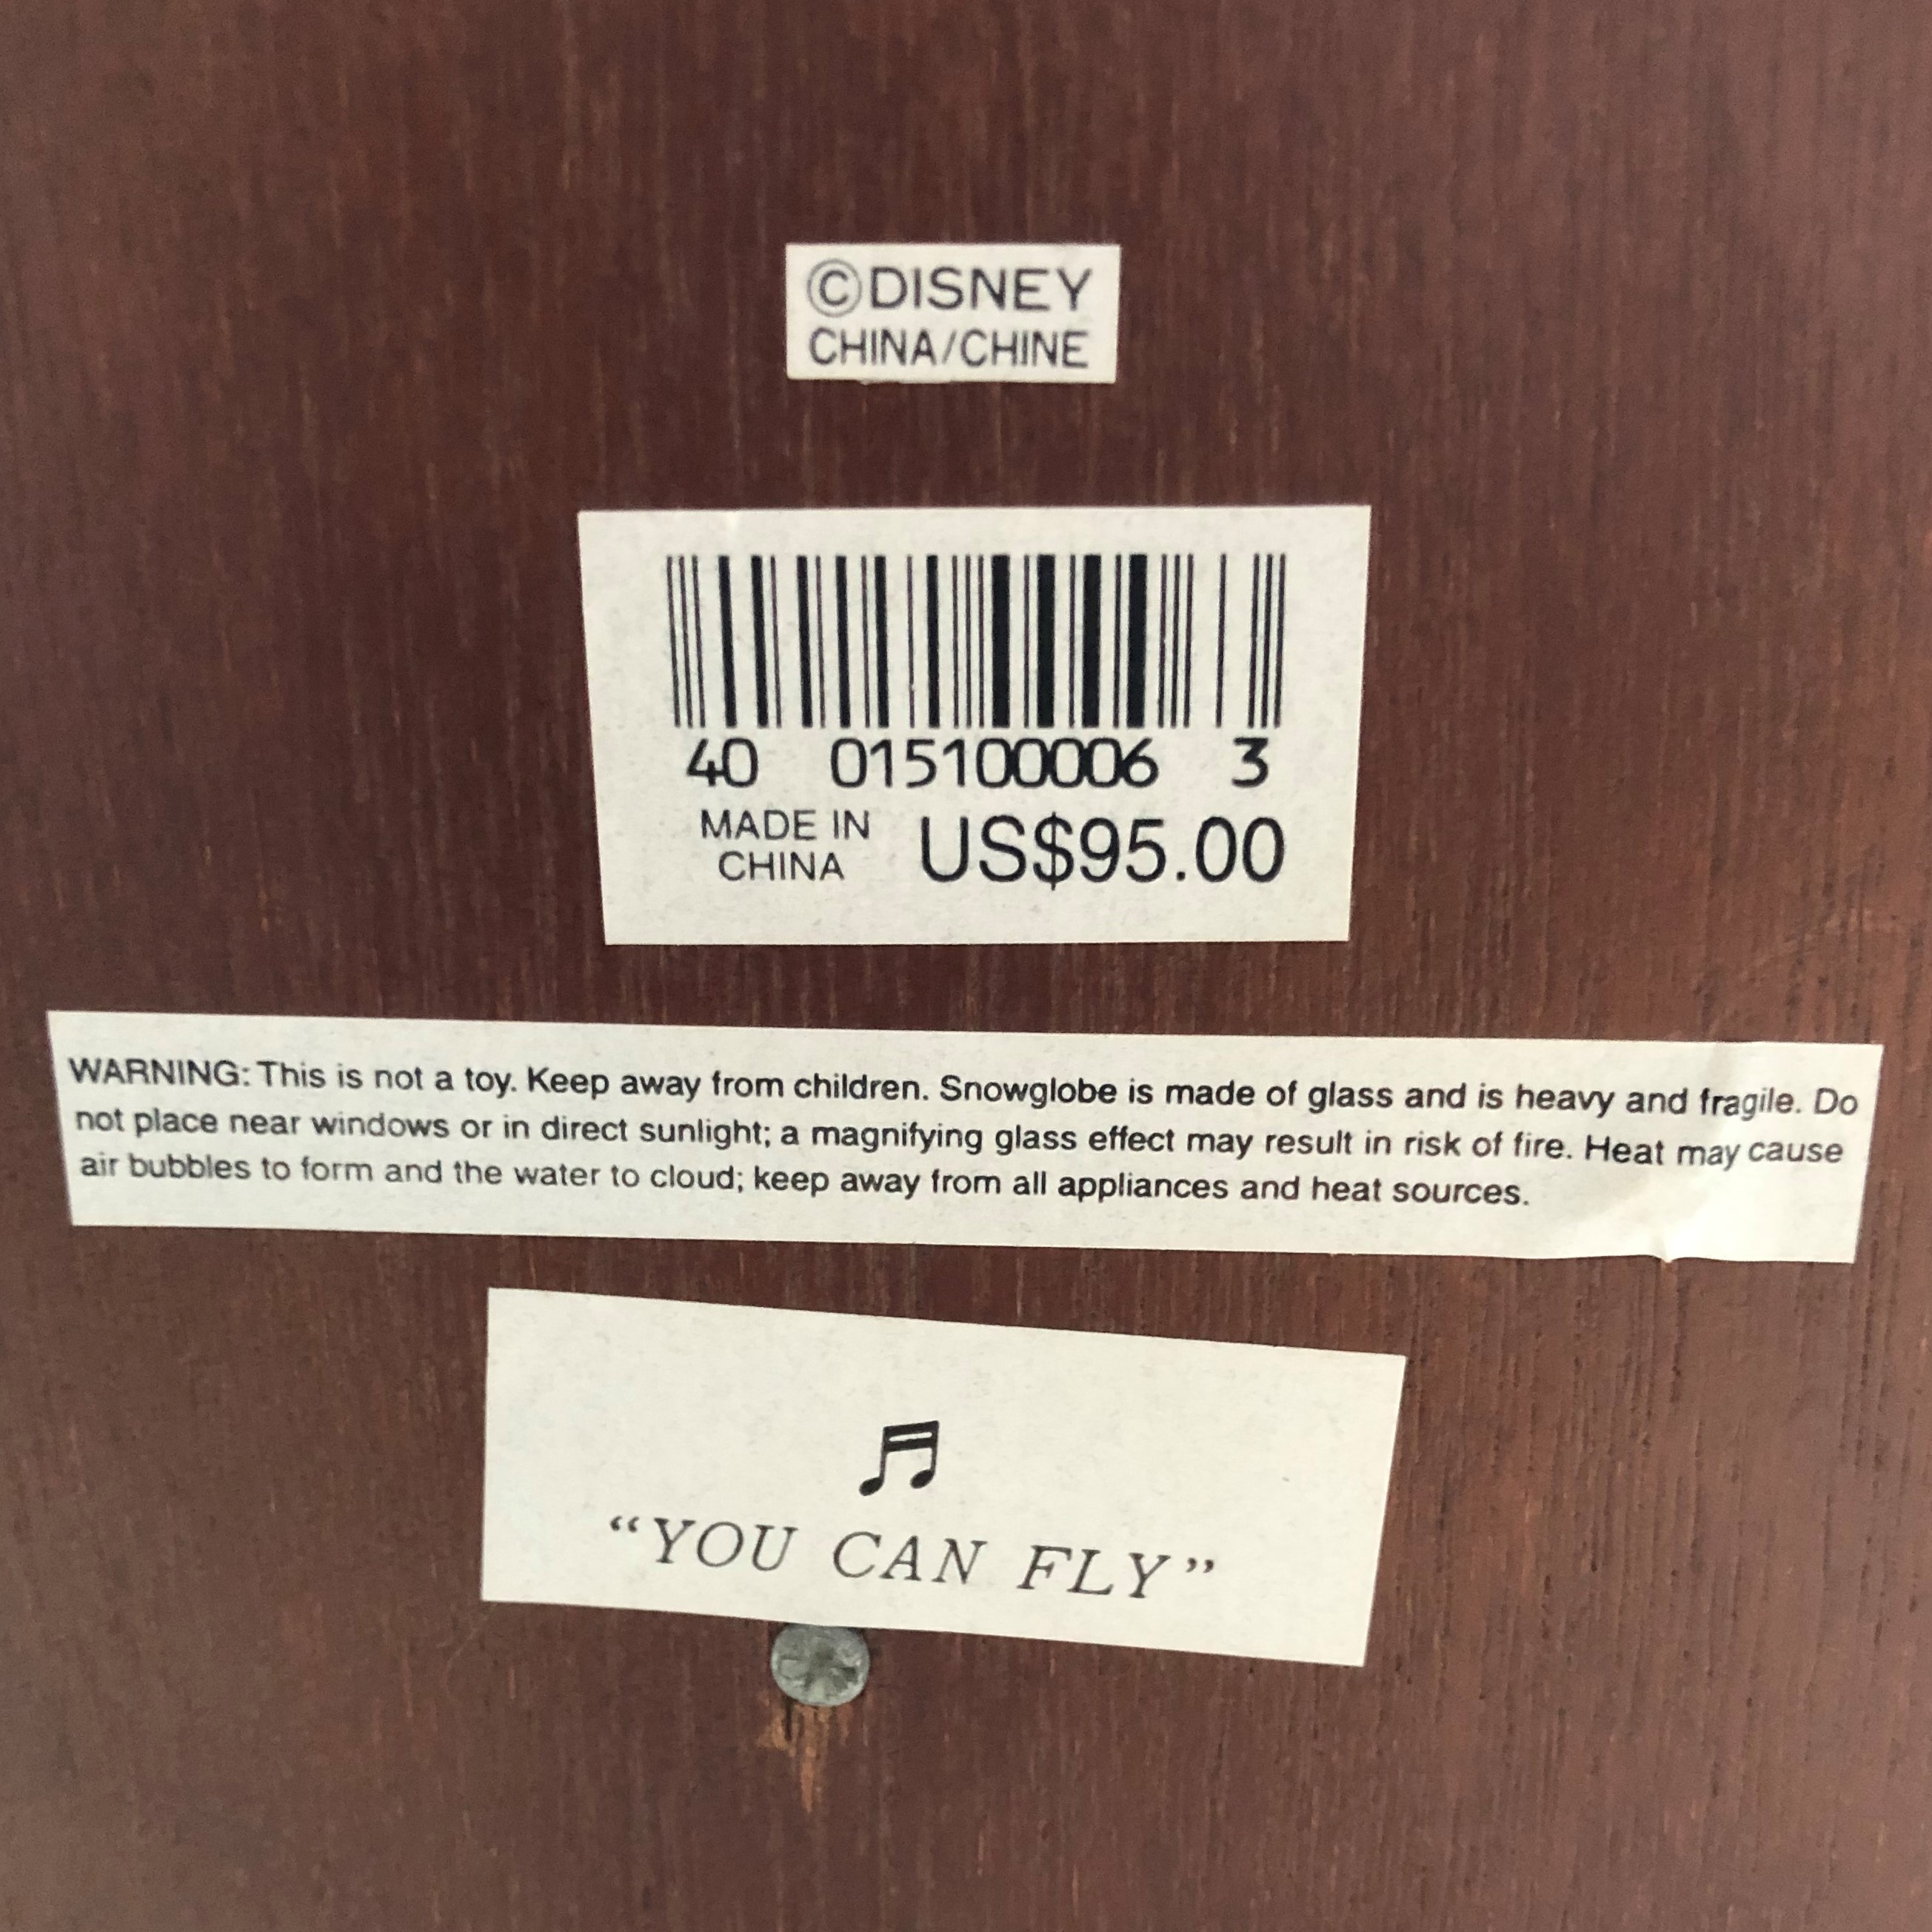 ©DISNEY
CHINA/CHINE
40 015100006 3
MADE IN
CHINA
US$95.00
WARNING: This is not a toy. Keep away from children. Snowglobe is made of glass and is heavy and fragile. Do
not place near windows or in direct sunlight; a magnifying glass effect may result in risk of fire. Heat may cause
air bubbles to form and the water to cloud; keep away from all appliances and heat sources.
“YOU CAN FLY”